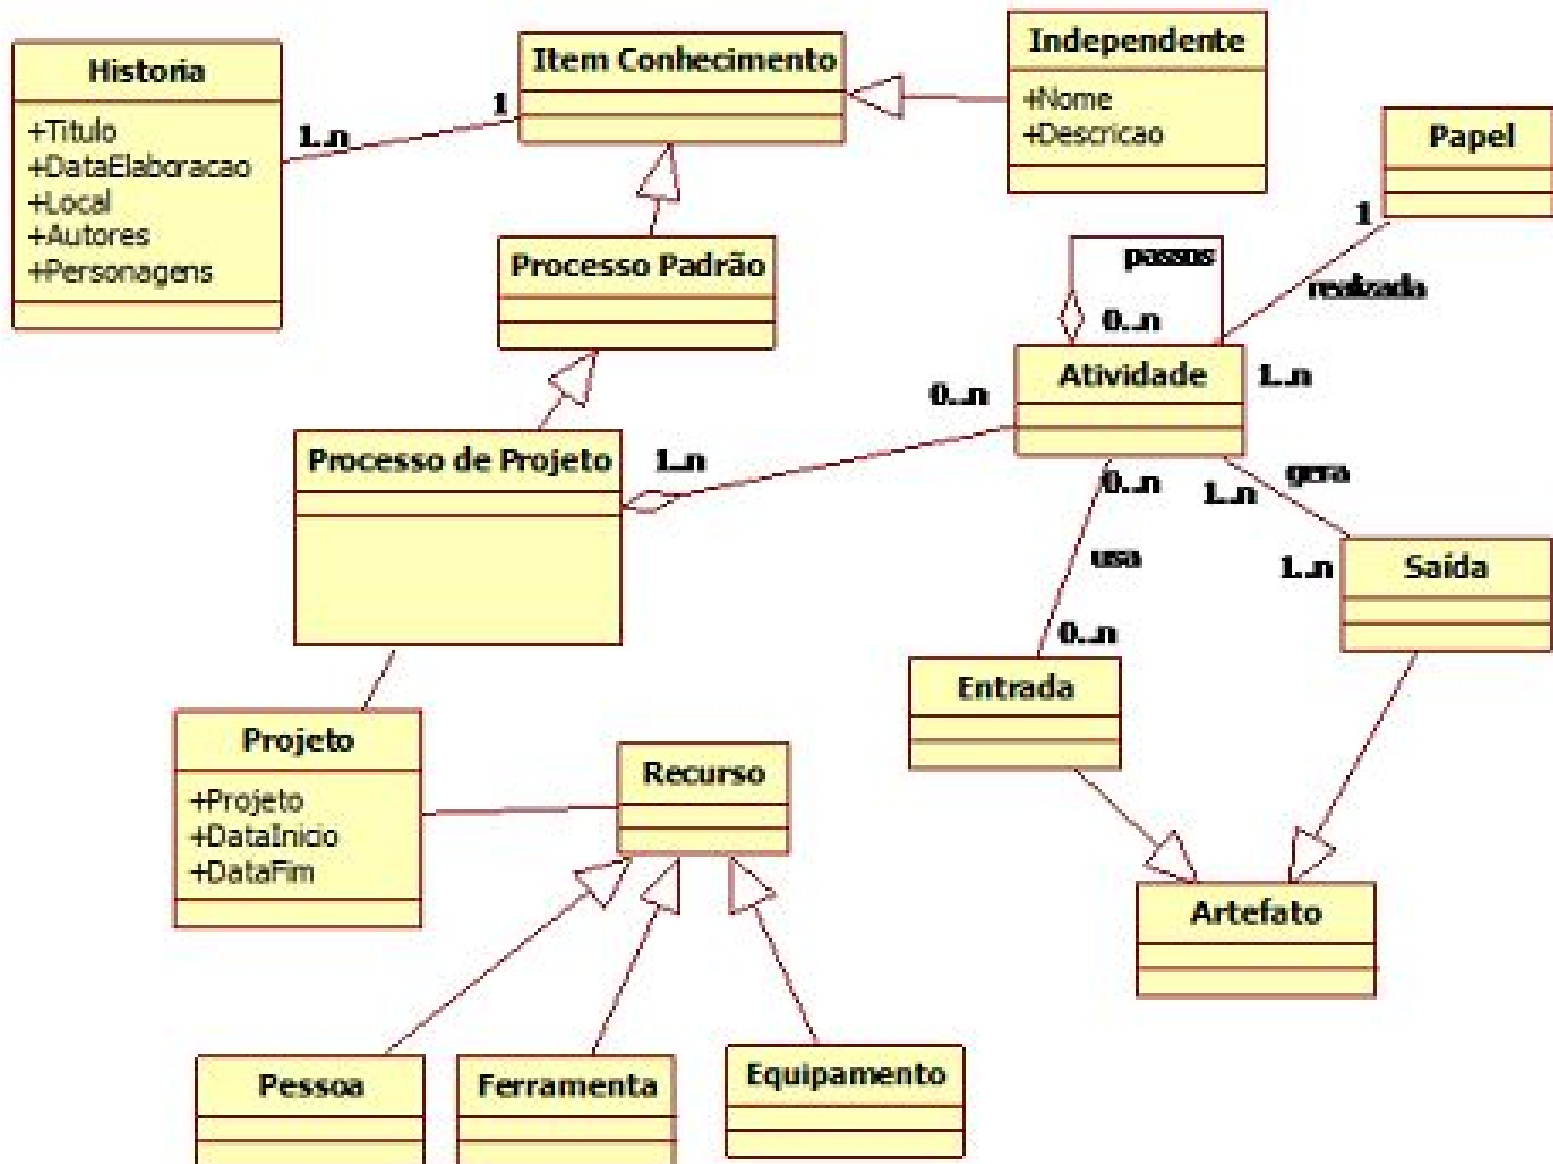 Historia
+Titulo
+DataElaboracao
+Local
+Autores
+Personagens
1..n
1
Item Conhecimento
Independente
+Nome
+Descricao
Papel
1
realizada
passos
0..n
Processo Padrão
Atividade
1..n
0..n
Processo de Projeto
1..n
0..n
usa
0..n
1..n
gera
1..n
Saída
Entrada
Projeto
+Projeto
+DataInicio
+DataFim
Recurso
Artefato
Pessoa
Ferramenta
Equipamento